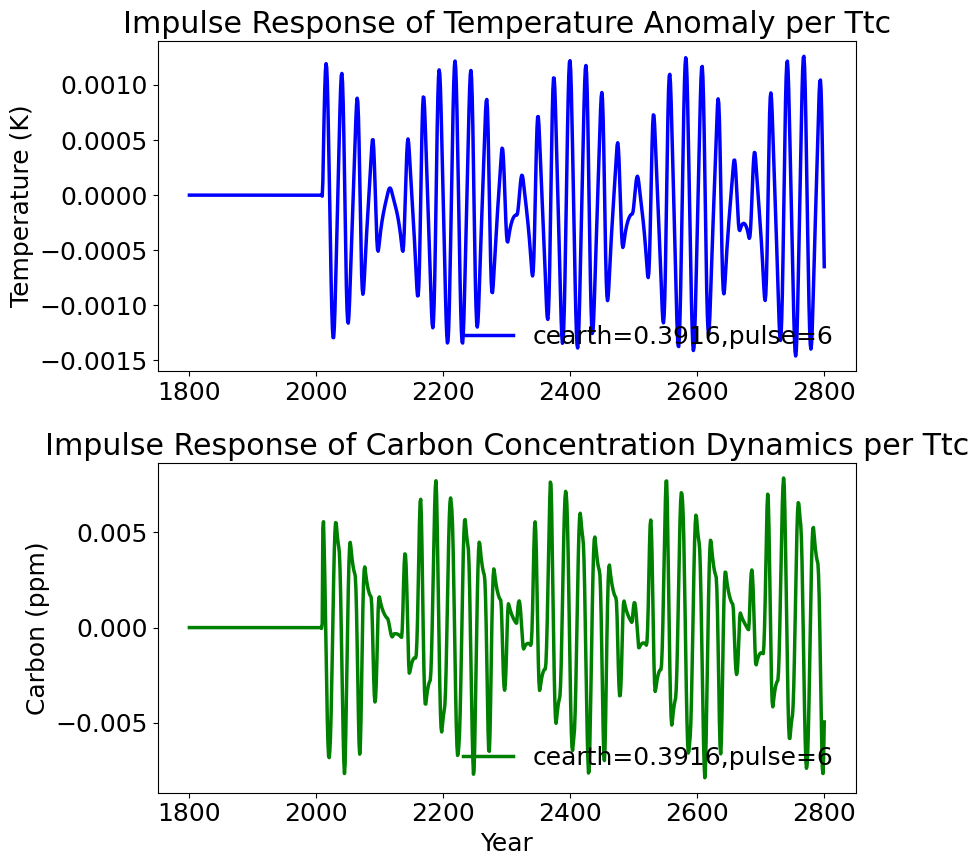 Impulse Response of Temperature Anomaly per Ttc
Temperature (K)
0.0010
0.0005
0.0000
−0.0005
−0.0010
−0.0015
cearth=0.3916,pulse=6
1800 2000 2200 2400 2600 2800
Impulse Response of Carbon Concentration Dynamics per Ttc
Carbon (ppm)
0.005
0.000
−0.005
cearth=0.3916,pulse=6
1800 2000 2200 2400 2600 2800
Year